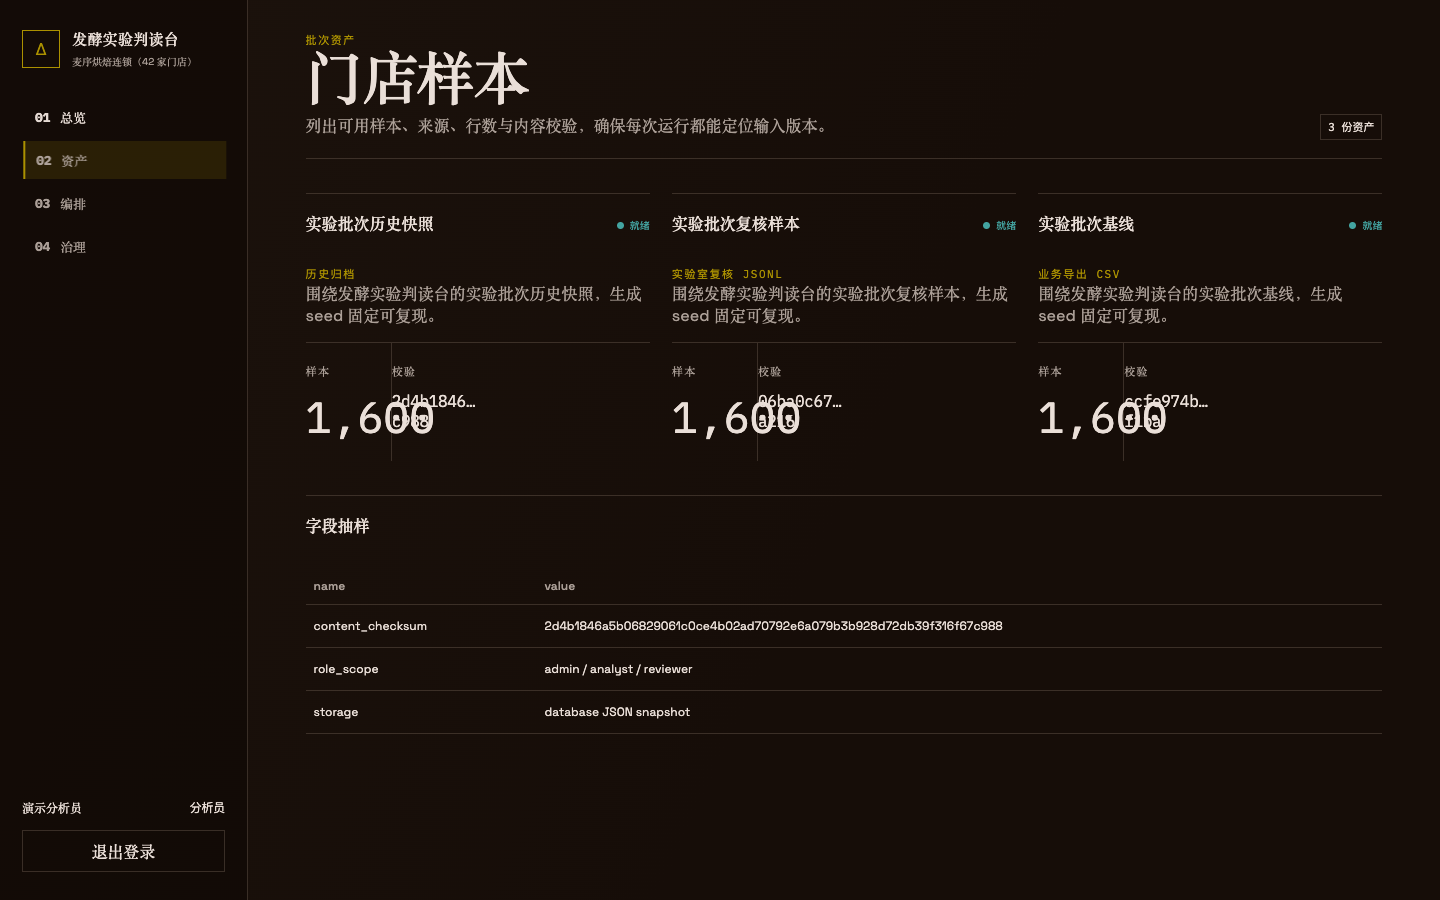 Δ
发酵实验判读台
麦序烘焙连锁（42 家门店）
01 总览
02 资产
03 编排
04 治理
演示分析员
分析员
退出登录
批次资产
门店样本
列出可用样本、来源、行数与内容校验，确保每次运行都能定位输入版本。
3 份资产
实验批次历史快照
就绪
历史归档
围绕发酵实验判读台的实验批次历史快照，生成
seed 固定可复现。
样本
1,600
校验
2d4b1846…
c988
实验批次复核样本
就绪
实验室复核 JSONL
围绕发酵实验判读台的实验批次复核样本，生成
seed 固定可复现。
样本
1,600
校验
06ba0c67…
实验批次基线
就绪
业务导出 CSV
围绕发酵实验判读台的实验批次基线，生成
seed 固定可复现。
样本
1,600
校验
字段抽样
name value
content_checksum 2d4b1846a5b06829061c0ce4b02ad70792e6a079b3b928d72db39f316f67c988
role_scope admin / analyst / reviewer
storage database JSON snapshot